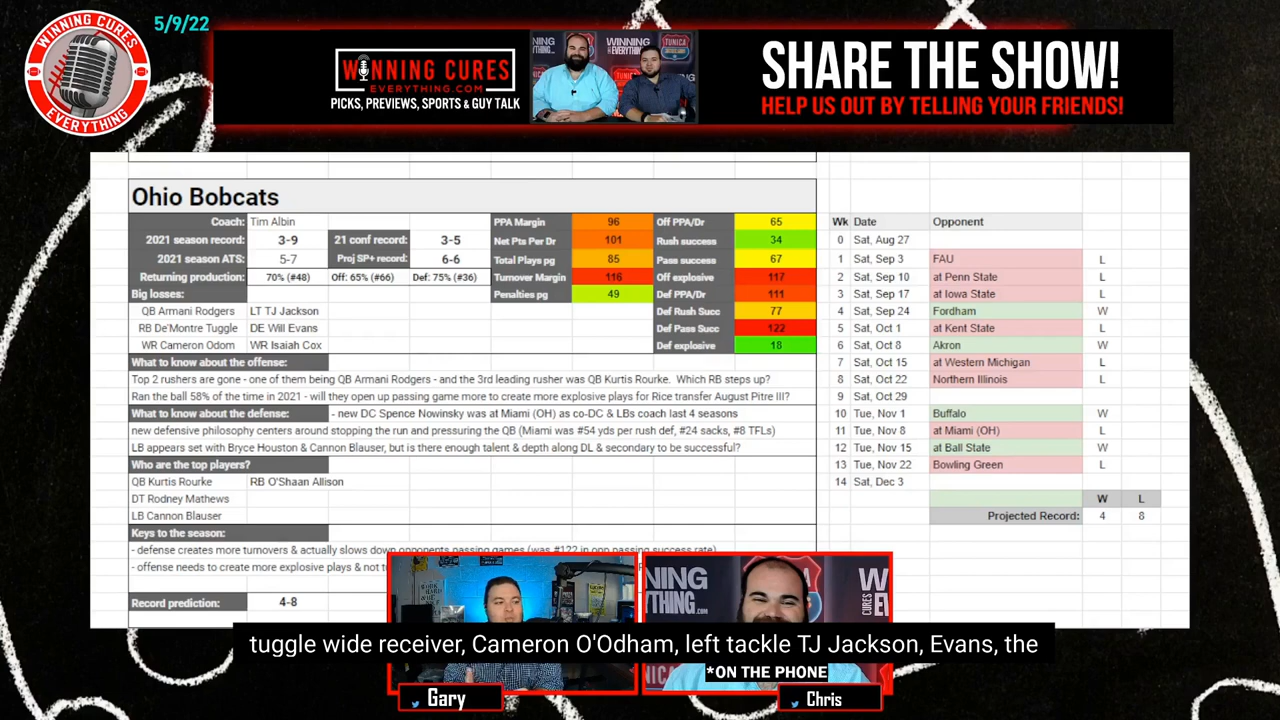 WINNING CURES
EVERYTHING
5/9/22
WINNING CURES
EVERYTHING.COM
PICKS, PREVIEWS, SPORTS & GUY TALK
WINNING
TUNICA
SHARE THE SHOW!
HELP US OUT BY TELLING YOUR FRIENDS!
Ohio Bobcats
Coach: Tim Albin PPA Margin 96 Off PPA/Dr 65
2021 season record: 3-9 21 conf record: 3-5 Net Pts Per Dr 101 Rush success 34
2021 season ATS: 5-7 Proj SP+ record: 6-6 Total Plays pg 85 Pass success 67
Returning production: 70% (#48) Off: 65% (#66) Def: 75% (#36) Turnover Margin 116 Off explosive 117
Big losses: Penalties pg 49 Def PPA/Dr 111
QB Armani Rodgers LT TJ Jackson Def Rush Succ 77
RB De'Montre Tuggle DE Will Evans Def Pass Succ 122
WR Cameron Odom WR Isaiah Cox Def explosive 18
What to know about the offense:
Top 2 rushers are gone - one of them being QB Armani Rodgers - and the 3rd leading rusher was QB Kurtis Rourke. Which RB steps up?
Ran the ball 58% of the time in 2021 - will they open up passing game more to create more explosive plays for Rice transfer August Pitre III?
What to know about the defense: - new DC Spence Nowinsky was at Miami (OH) as co-DC & LBs coach last 4 seasons
new defensive philosophy centers around stopping the run and pressuring the QB (Miami was #54 yds per rush def, #24 sacks, #8 TFLs)
LB appears set with Bryce Houston & Cannon Blauser, but is there enough talent & depth along DL & secondary to be successful?
Who are the top players?
QB Kurtis Rourke RB O'Shaan Allison
DT Rodney Mathews
LB Cannon Blauser
Keys to the season:
- defense creates more turnovers & actually slows down opponents passing games (was #122 in opp passing success rate)
- offense needs to create more explosive plays & not
Record prediction: 4-8
Wk Date Opponent
0 Sat, Aug 27
1 Sat, Sep 3 FAU L
2 Sat, Sep 10 at Penn State L
3 Sat, Sep 17 at Iowa State L
4 Sat, Sep 24 Fordham W
5 Sat, Oct 1 at Kent State L
6 Sat, Oct 8 Akron W
7 Sat, Oct 15 at Western Michigan L
8 Sat, Oct 22 Northern Illinois L
9 Sat, Oct 29
10 Tue, Nov 1 Buffalo W
11 Tue, Nov 8 at Miami (OH) L
12 Tue, Nov 15 at Ball State W
13 Tue, Nov 22 Bowling Green L
14 Sat, Dec 3
W L
Projected Record: 4 8
tuggle wide receiver, Cameron O'Odham, left tackle TJ Jackson, Evans, the
*ON THE PHONE
Gary
Chris